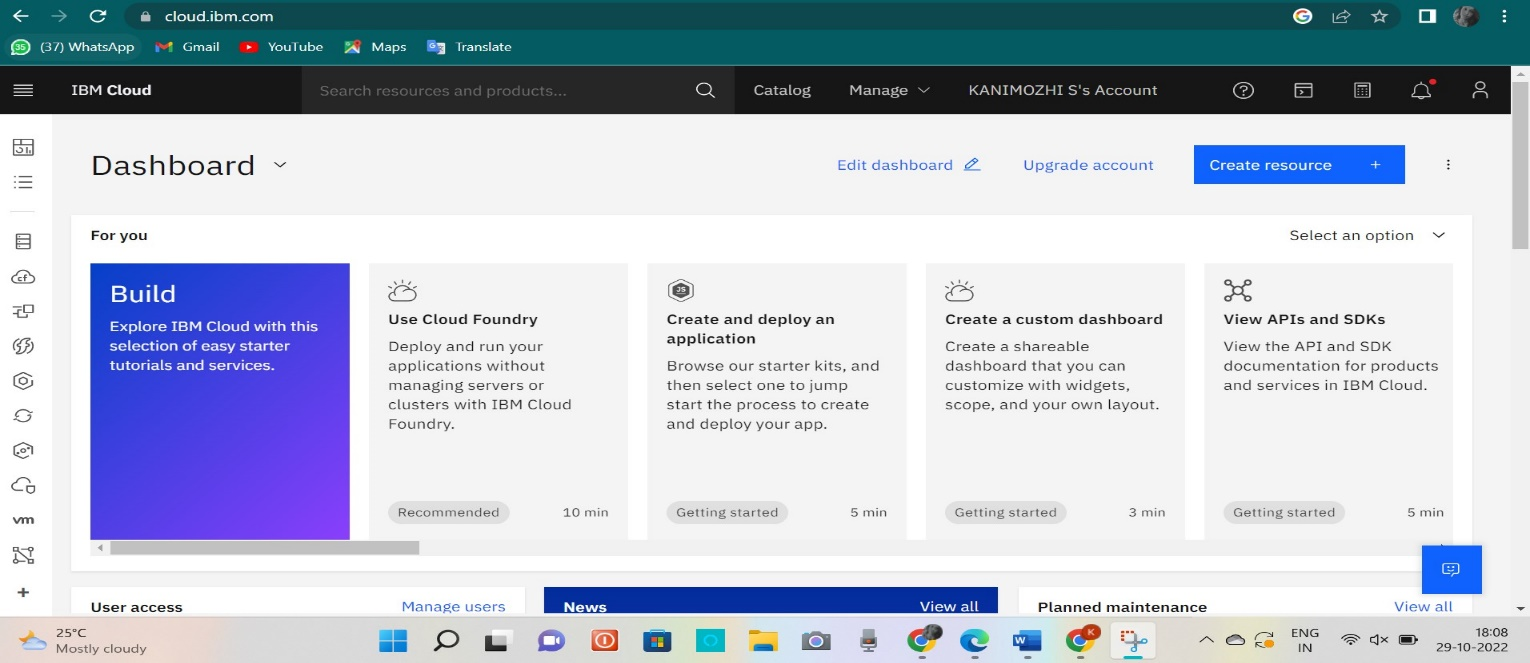 cloud.ibm.com
35 (37) WhatsApp Gmail YouTube Maps Translate
IBM Cloud Search resources and products... Catalog Manage KANIMOZHI S's Account
Dashboard Edit dashboard Upgrade account Create resource +
For you Select an option
Build
Explore IBM Cloud with this
selection of easy starter
tutorials and services.
Use Cloud Foundry
Deploy and run your
applications without
managing servers or
clusters with IBM Cloud
Foundry.
Recommended 10 min
JS
Create and deploy an
application
Browse our starter kits, and
then select one to jump
start the process to create
and deploy your app.
Getting started 5 min
Create a custom dashboard
Create a shareable
dashboard that you can
customize with widgets,
scope, and your own layout.
Getting started 3 min
View APIs and SDKs
View the API and SDK
documentation for products
and services in IBM Cloud.
Getting started 5 min
cf
vm
+
User access Manage users
News View all
Planned maintenance View all
25°C
Mostly cloudy
K
ENG
IN
18:08
29-10-2022